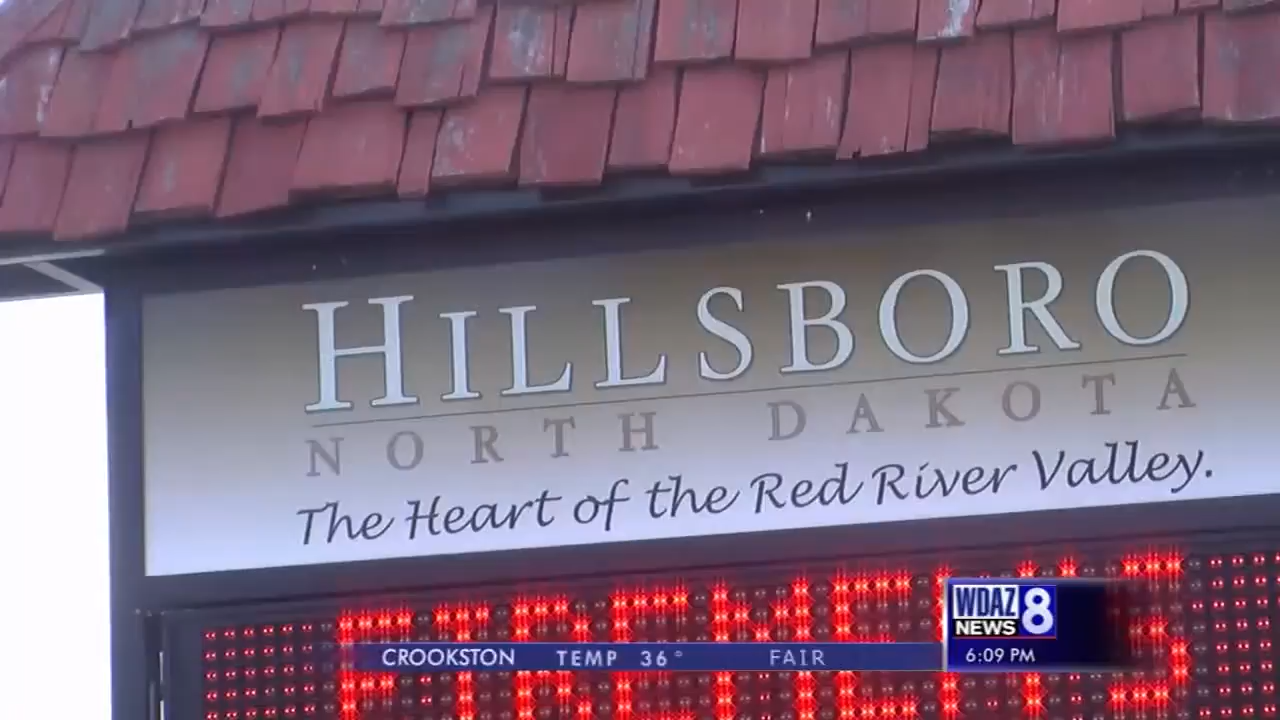 HILLSBORO
NORTH DAKOTA
The Heart of the Red River Valley.
FIREMENS
CROOKSTON TEMP 36° FAIR
WDAZ 8
NEWS
6:09 PM